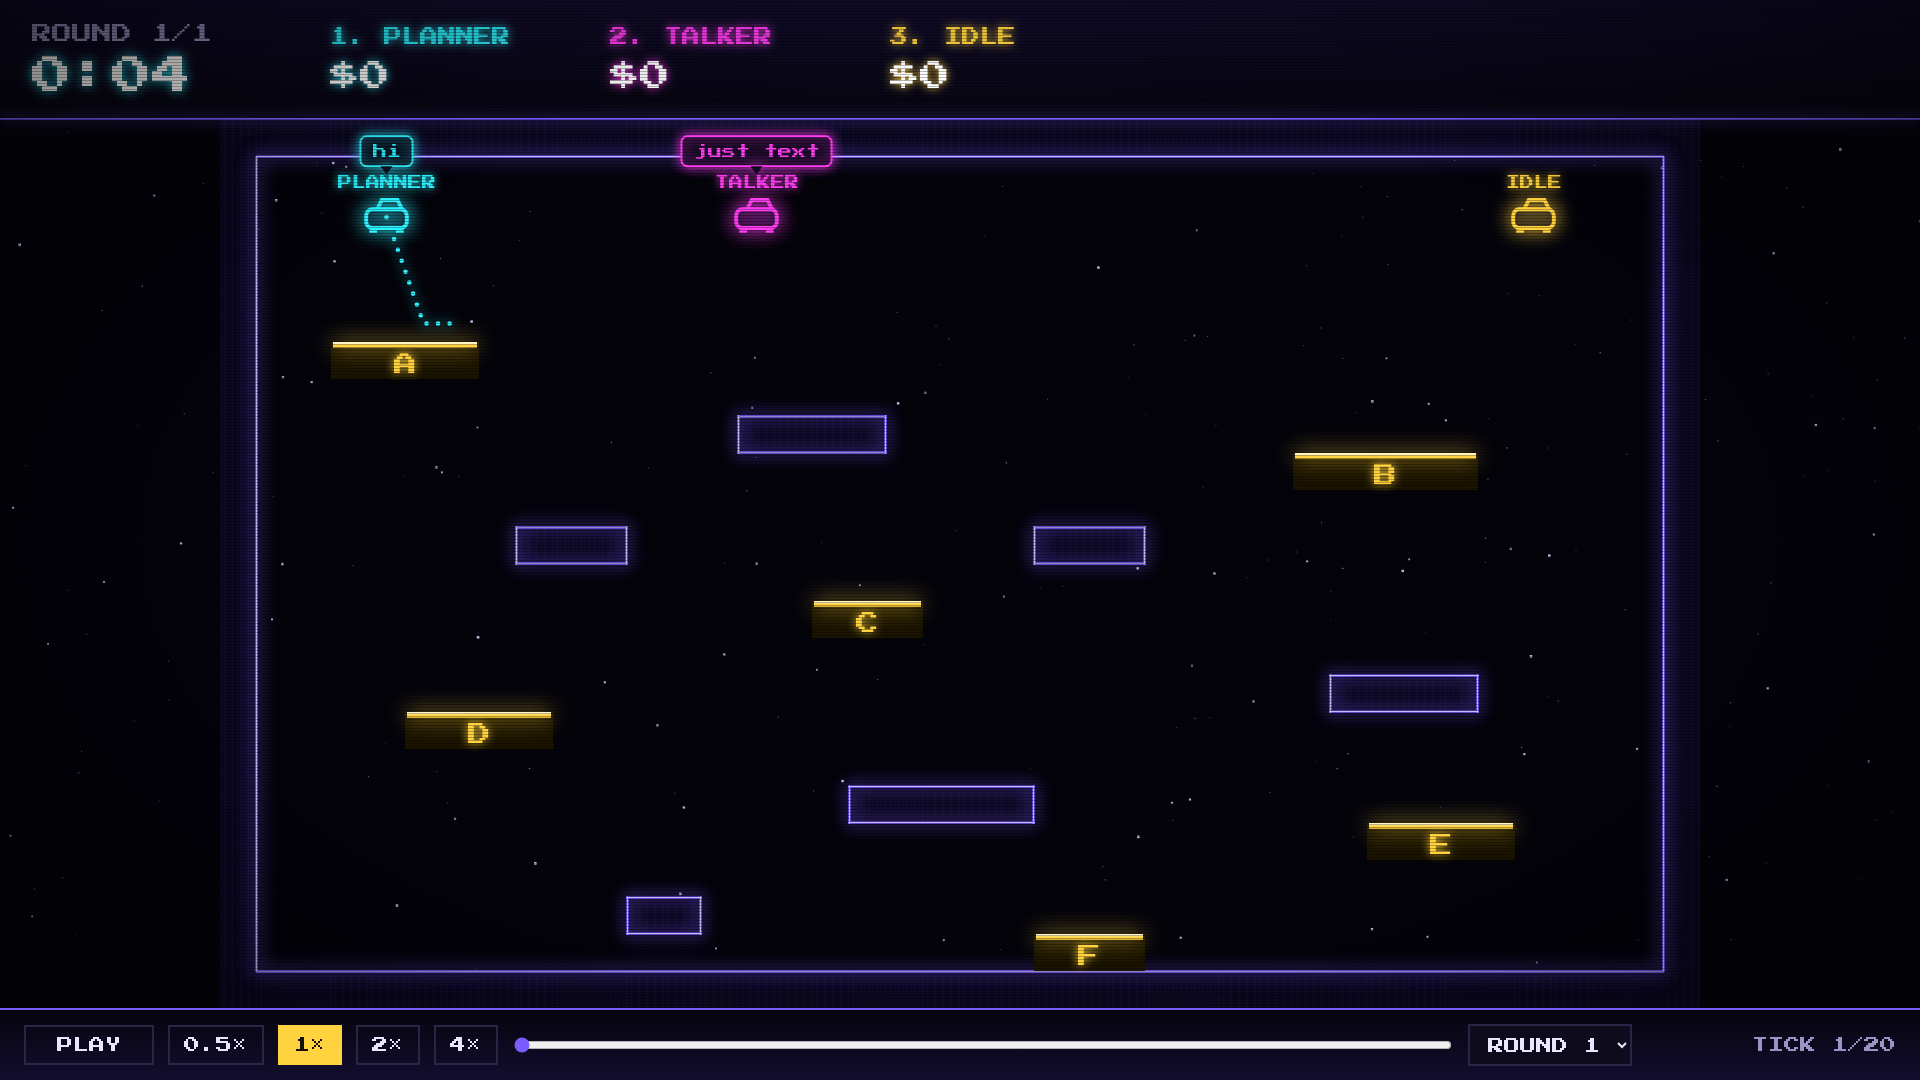 ROUND 1/1
0:04
1. PLANNER
$0
2. TALKER
$0
3. IDLE
$0
hi
just text
PLANNER
TALKER
IDLE
A
B
C
D
E
F
PLAY
0.5×
1×
2×
4×
ROUND 1
TICK 1/20